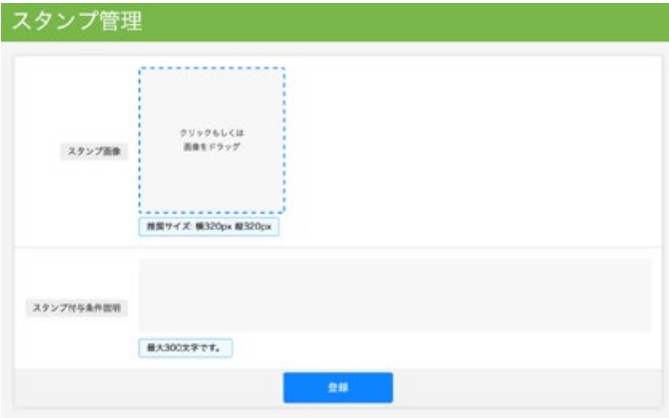 スタンプ管理
クリックもしくは
画像をドラッグ
スタンプ画像
推奨サイズ: 横320px 縦320px
スタンプ付与条件説明
最大300文字です。
登録